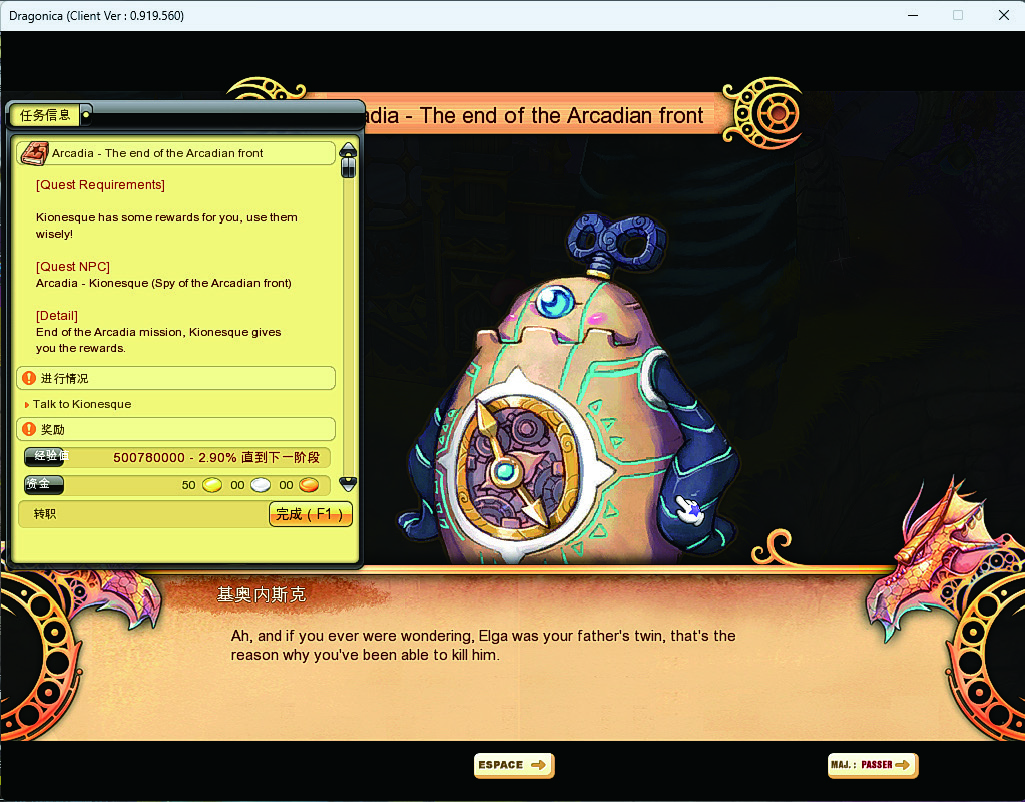 Dragonica (Client Ver : 0.919.560)
任务信息
adia - The end of the Arcadian front
Arcadia - The end of the Arcadian front
[Quest Requirements]
Kionesque has some rewards for you, use them
wisely!
[Quest NPC]
Arcadia - Kionesque (Spy of the Arcadian front)
[Detail]
End of the Arcadia mission, Kionesque gives
you the rewards.
进行情况
Talk to Kionesque
奖励
经验值 500780000 - 2.90% 直到下一阶段
资金 50 00 00
转职 完成 ( F1 )
基奥内斯克
Ah, and if you ever were wondering, Elga was your father's twin, that's the
reason why you've been able to kill him.
ESPACE
MAJ. : PASSER